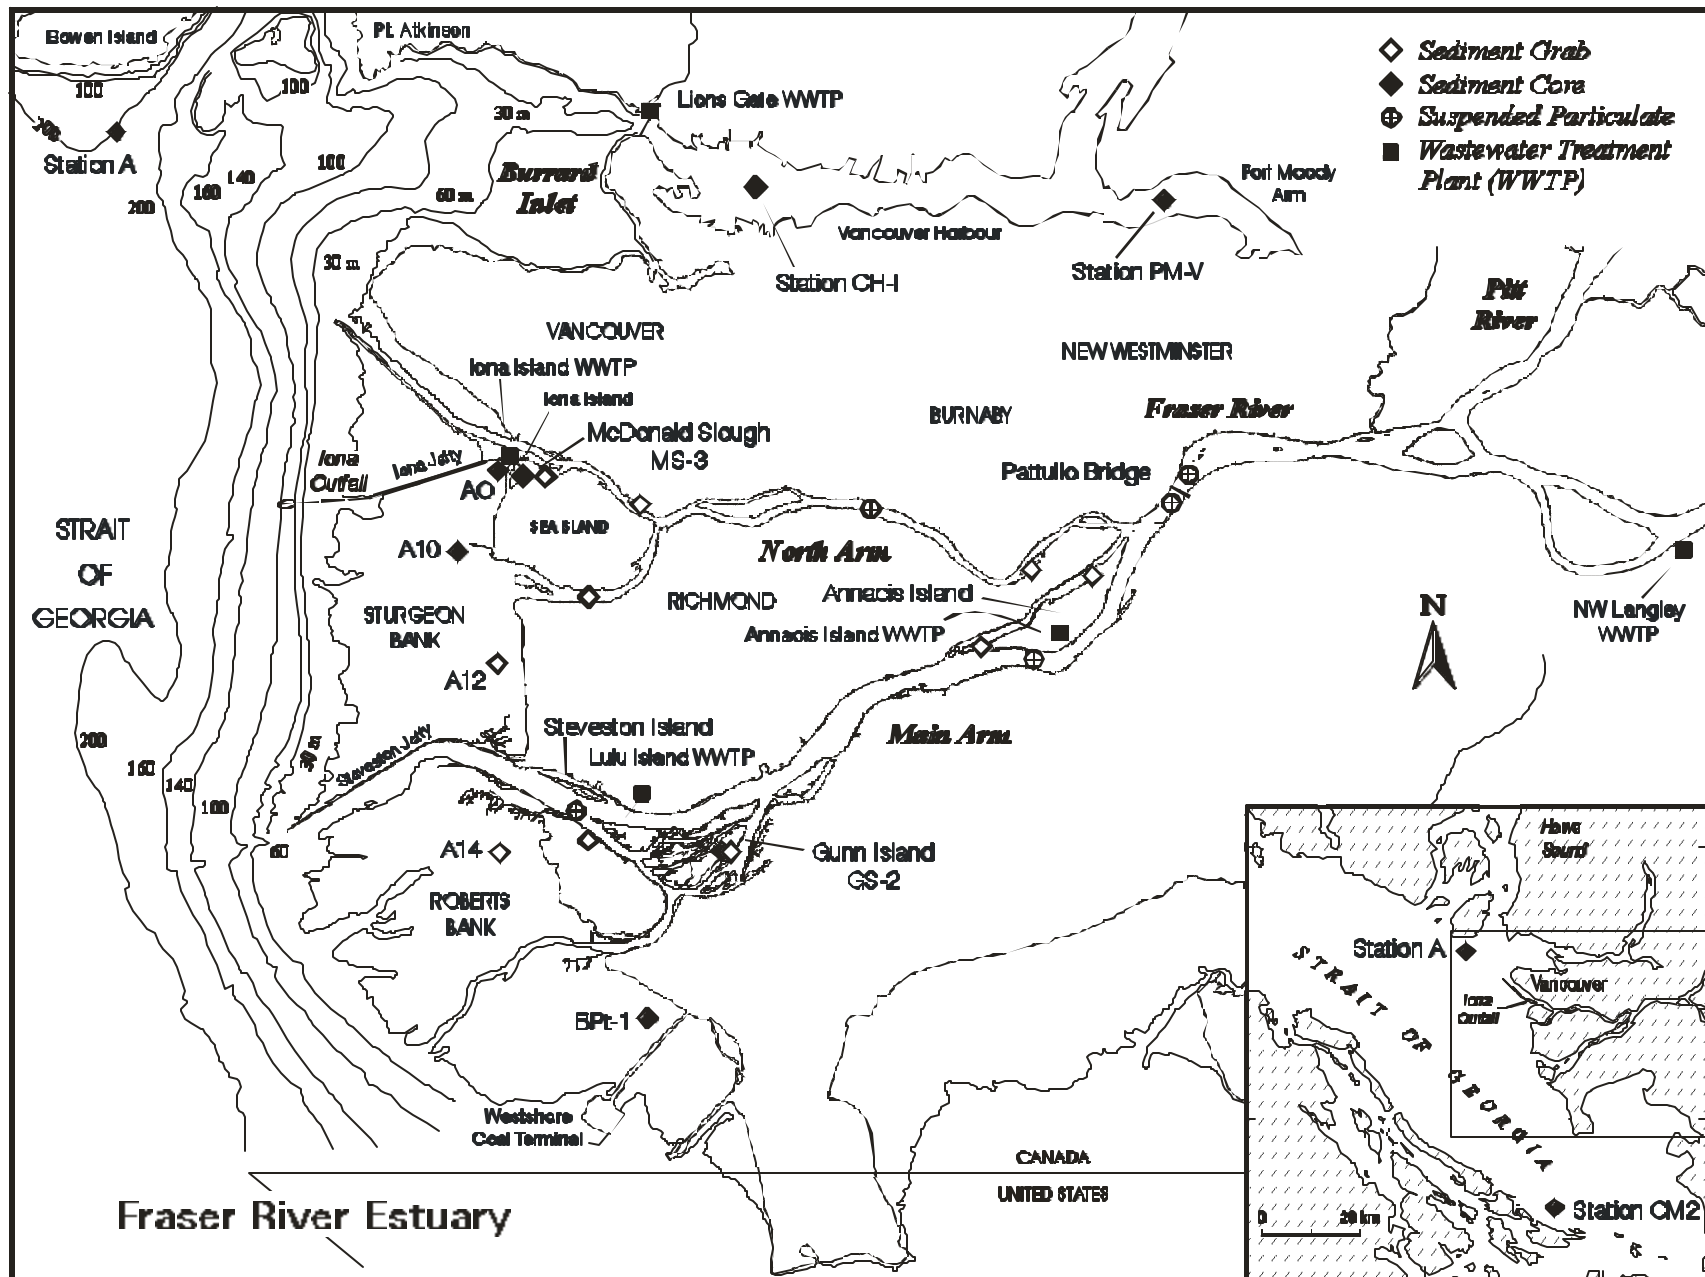 Bowen Island
Pt. Atkinson
Sediment Grab
Sediment Core
Suspended Particulate
Wastewater Treatment
Plant (WWTP)
100
100
Lions Gate WWTP
30 m
200
Station A
100
140
160
200
60 m
Burrard
Inlet
Port Moody
Arm
Vancouver Harbour
30 m
Station CH-I
Station PM-V
Pitt
River
VANCOUVER
NEW WESTMINSTER
Iona Island WWTP
Iona Island
BURNABY
Fraser River
McDonald Slough
MS-3
Iona
Outfall
Iona Jetty
A0
Pattullo Bridge
STRAIT
OF
GEORGIA
SEA ISLAND
A10
North Arm
RICHMOND
Annacis Island
Annacis Island WWTP
N
NW Langley
WWTP
STURGEON
BANK
A12
Steveston Island
Lulu Island WWTP
Main Arm
200
160
140
100
30 m
Steveston Jetty
60
A14
Gunn Island
GS-2
ROBERTS
BANK
BPt-1
Westshore
Coal Terminal
CANADA
UNITED STATES
Fraser River Estuary
Howe
Sound
Station A
Vancouver
Iona
Outfall
STRAIT OF GEORGIA
Station CM2
0 20 km